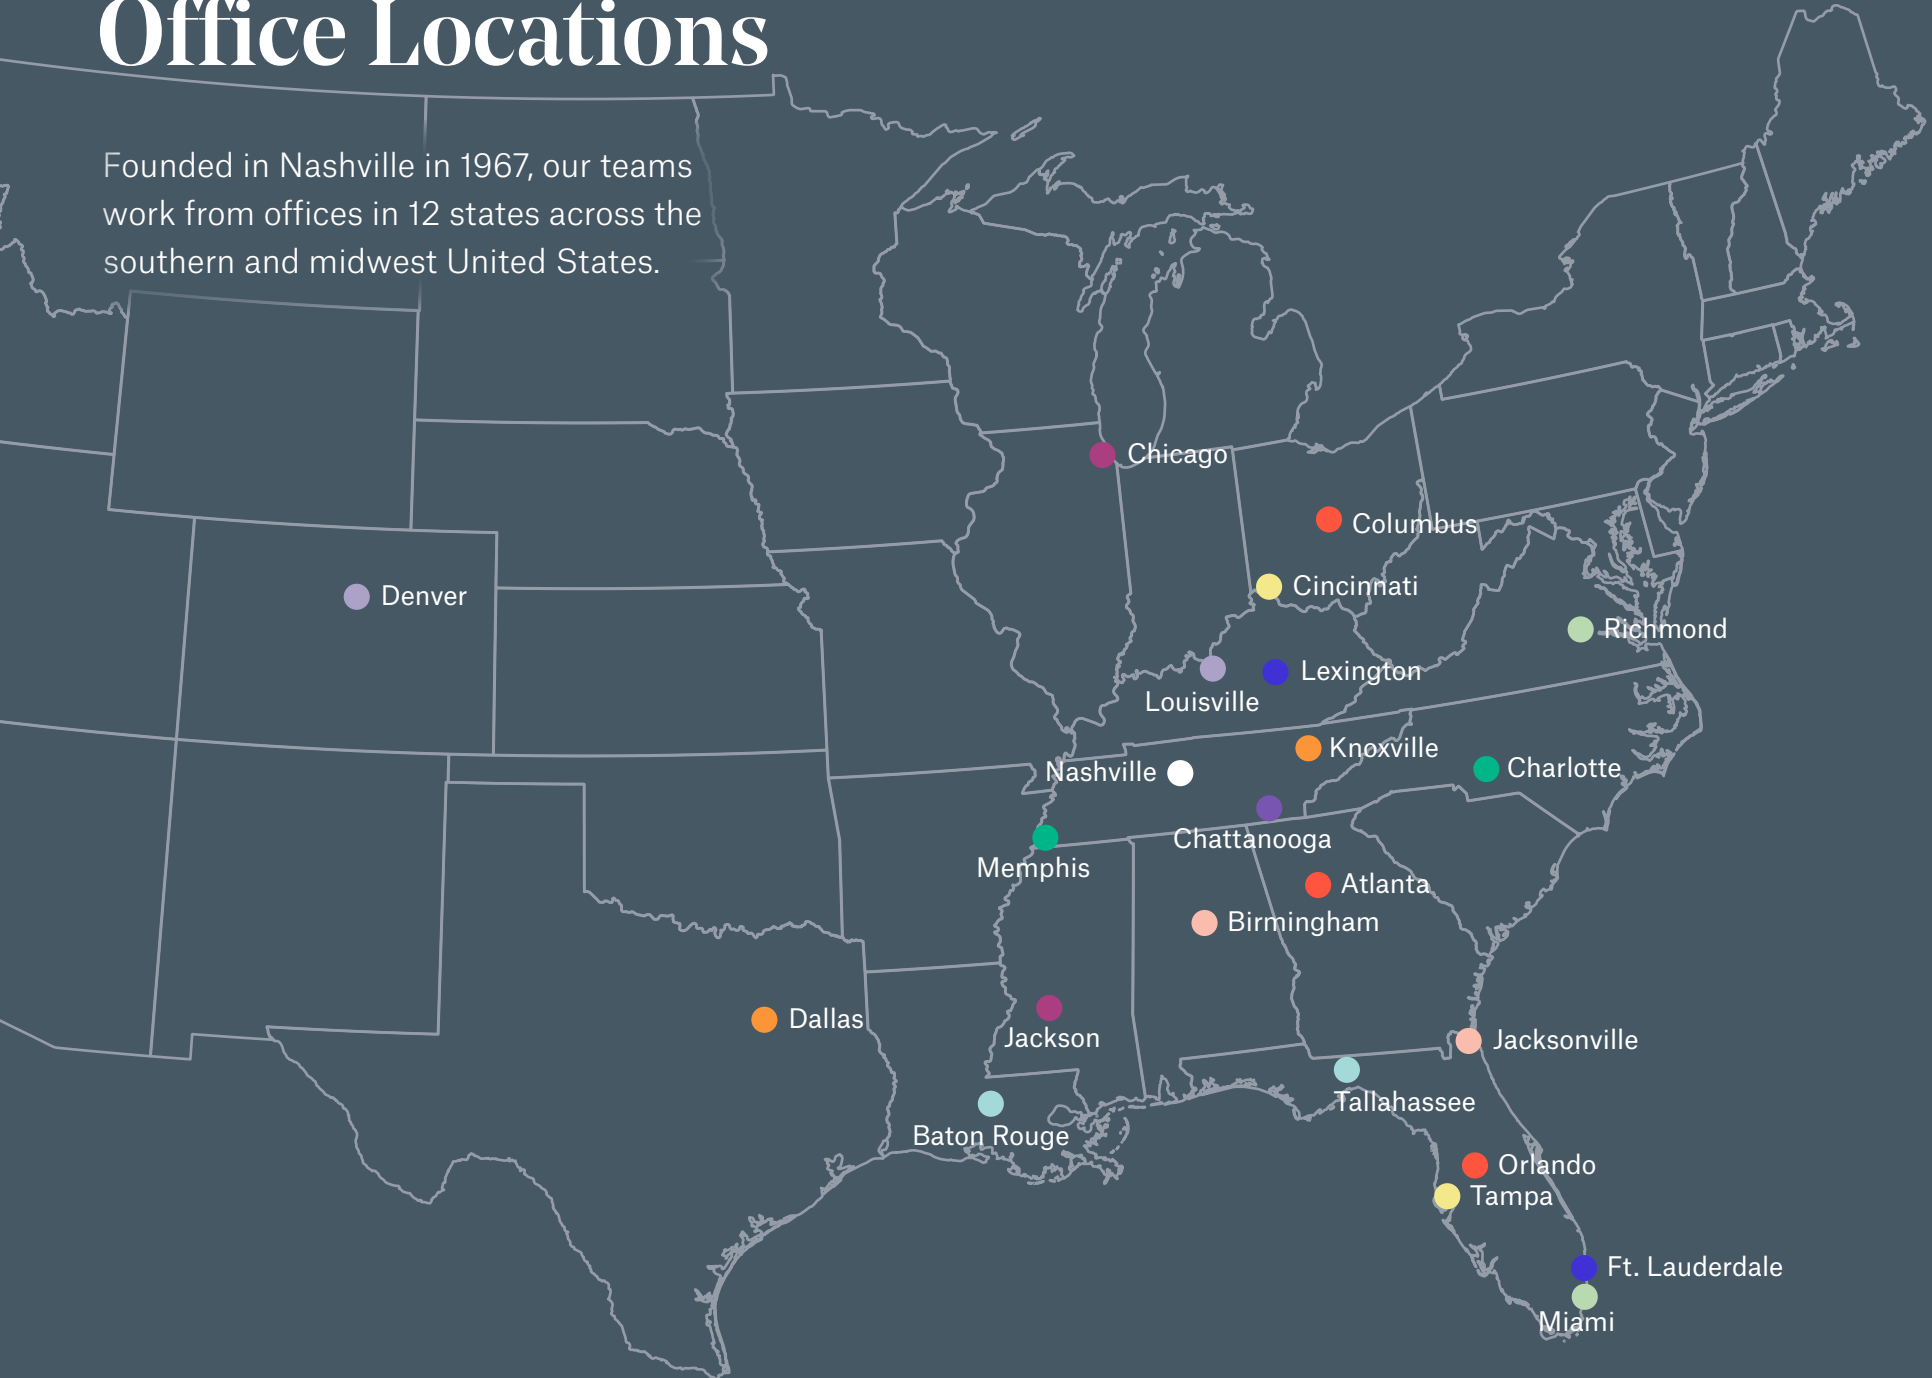 Office Locations
Founded in Nashville in 1967, our teams
work from offices in 12 states across the
southern and midwest United States.
Chicago
Columbus
Cincinnati
Denver
Richmond
Lexington
Louisville
Knoxville
Charlotte
Nashville
Chattanooga
Memphis
Atlanta
Birmingham
Dallas
Jackson
Jacksonville
Tallahassee
Baton Rouge
Orlando
Tampa
Ft. Lauderdale
Miami